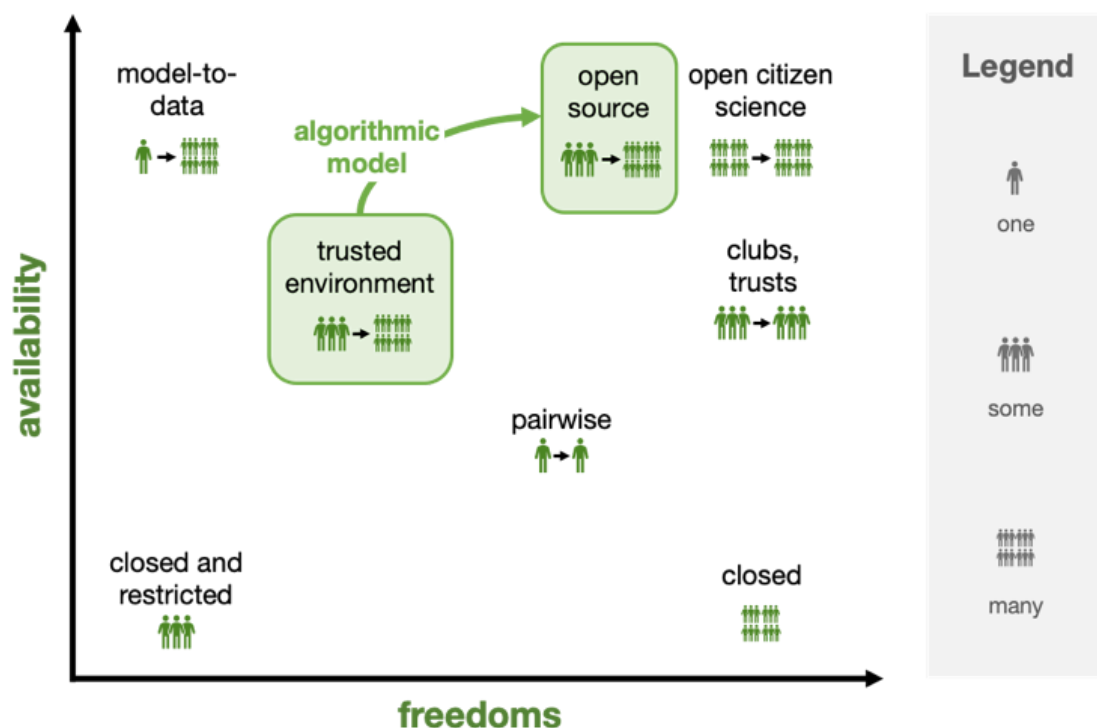 model-to-
data
algorithmic
model
open
source
open citizen
science
trusted
environment
clubs,
trusts
pairwise
closed and
restricted
closed
availability
freedoms
Legend
one
some
many